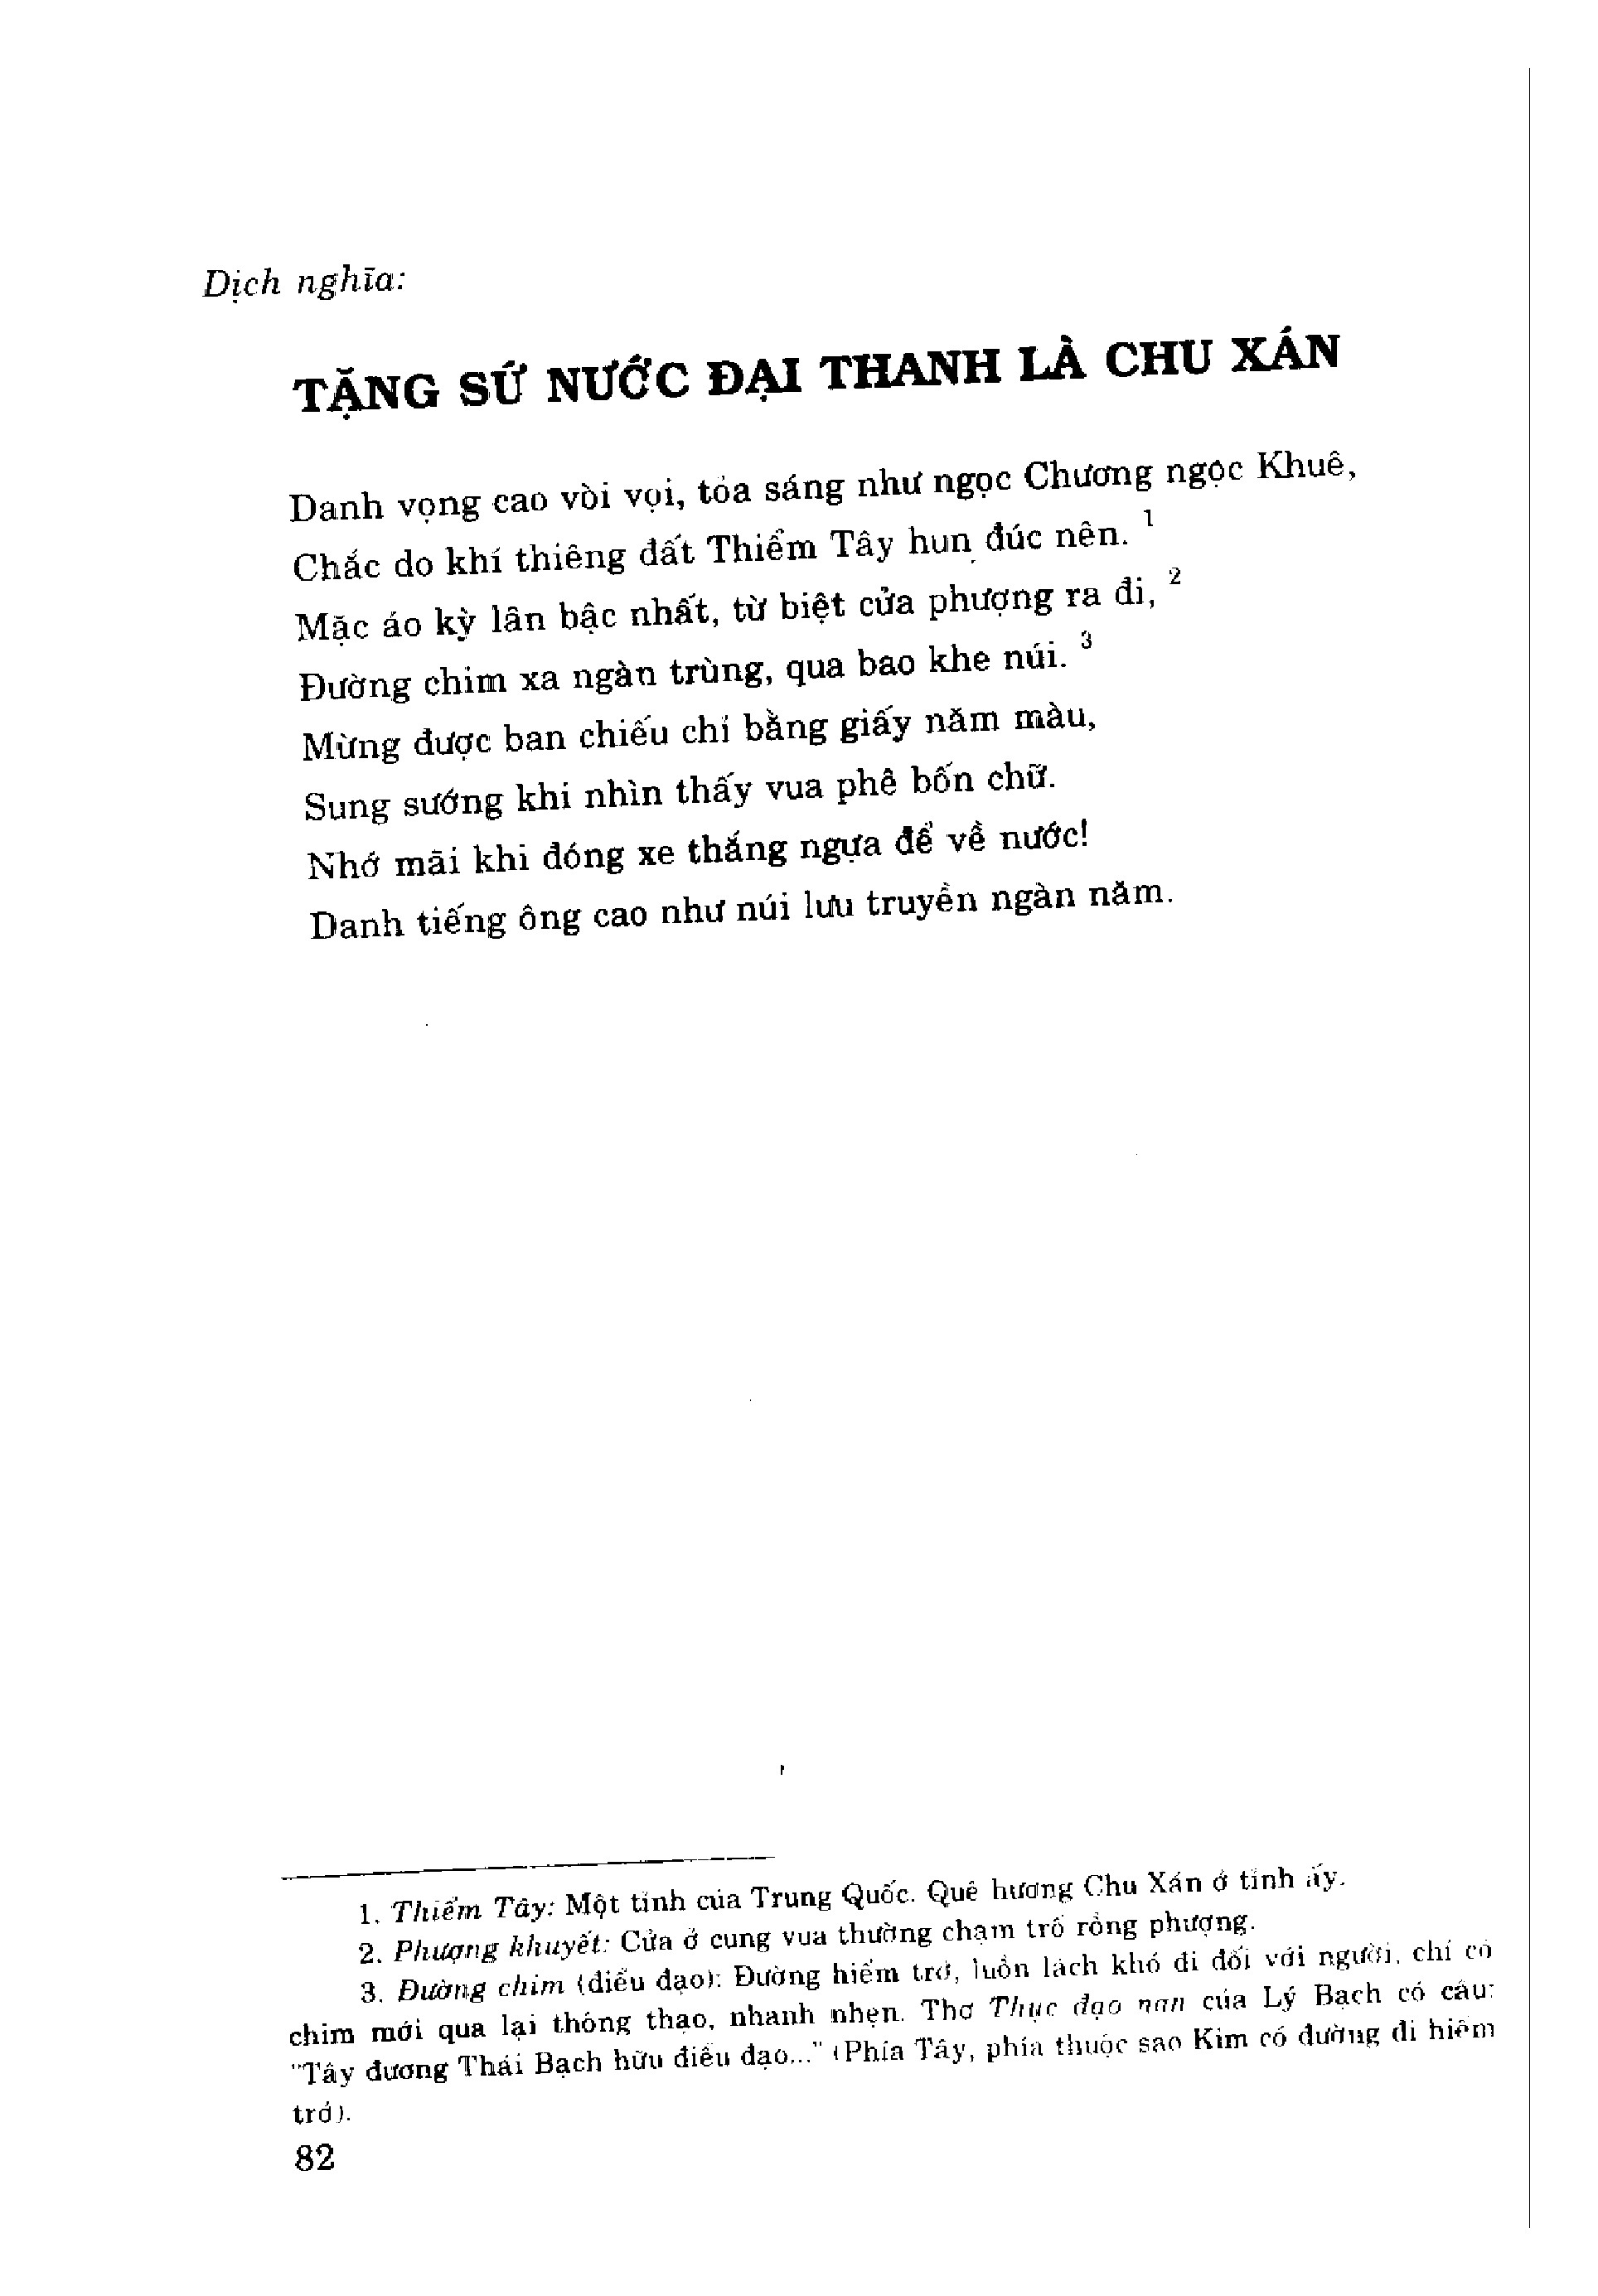 Dịch nghĩa:
TẶNG SỨ NƯỚC ĐẠI THANH LÀ CHU XÁN
Danh vọng cao vòi vọi, tỏa sáng như ngọc Chương ngọc Khuê,
Chắc do khí thiêng đất Thiểm Tây hun đúc nên. 1
Mặc áo kỳ lân bậc nhất, từ biệt cửa phượng ra đi, 2
Đường chim xa ngàn trùng, qua bao khe núi. 3
Mừng được ban chiếu chỉ bằng giấy năm màu,
Sung sướng khi nhìn thấy vua phê bốn chữ.
Nhớ mãi khi đóng xe thắng ngựa để về nước!
Danh tiếng ông cao như núi lưu truyền ngàn năm.
1. Thiểm Tây: Một tỉnh của Trung Quốc. Quê hương Chu Xán ở tỉnh ấy.
2. Phượng khuyết: Cửa ở cung vua thường chạm trổ rồng phượng.
3. Đường chim (điểu đạo): Đường hiểm trở, luồn lách khó đi đối với người, chỉ có
chim mới qua lại thông thạo, nhanh nhẹn. Thơ Thục đạo nan của Lý Bạch có câu:
"Tây đương Thái Bạch hữu điểu đạo..." (Phía Tây, phía thuộc sao Kim có đường đi hiểm
trở).
82